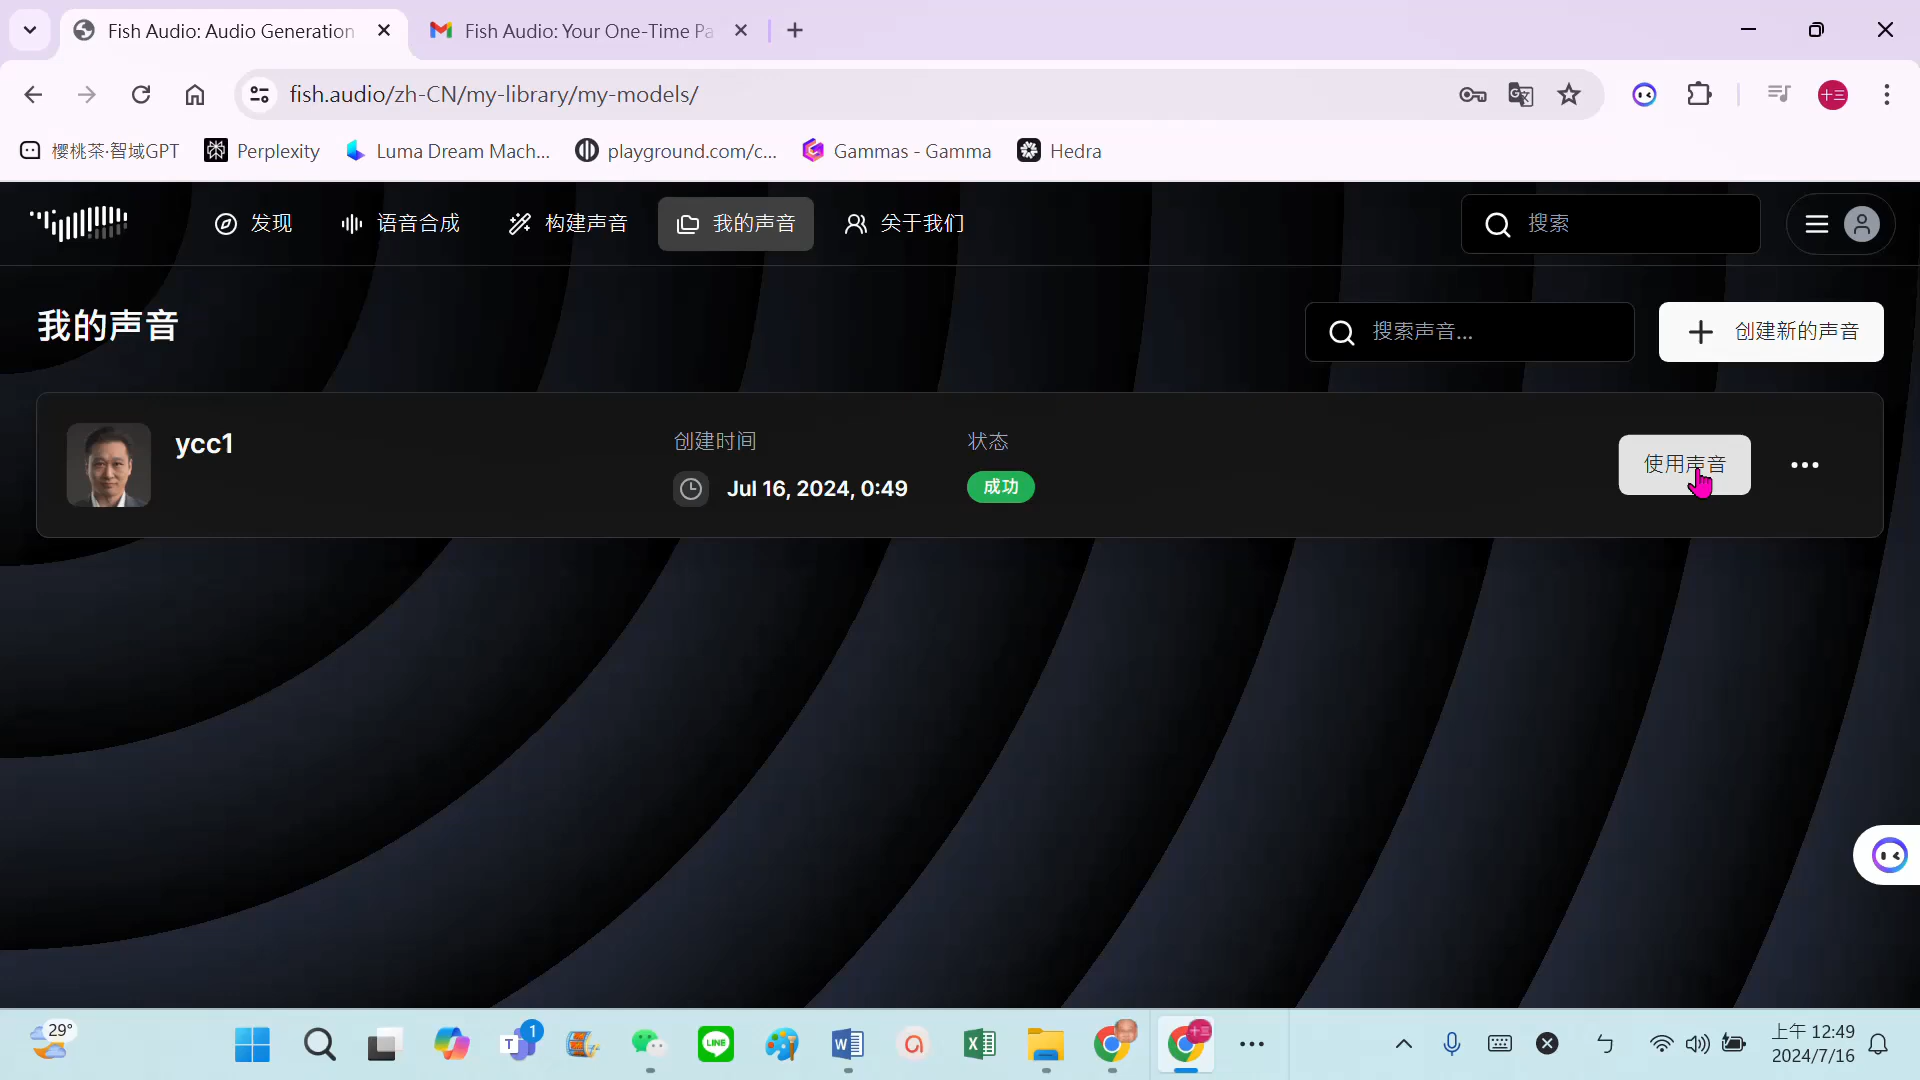 Fish Audio: Audio Generation
Fish Audio: Your One-Time Pa
fish.audio/zh-CN/my-library/my-models/
十三
樱桃茶·智域GPT
Perplexity
Luma Dream Mach...
playground.com/c...
Gammas - Gamma
Hedra
发现
语音合成
构建声音
我的声音
关于我们
搜索
我的声音
搜索声音...
创建新的声音
ycc1
创建时间
状态
Jul 16, 2024, 0:49
成功
使用声音
29°
1
LINE
十三
ㄅ
上午 12:49
2024/7/16